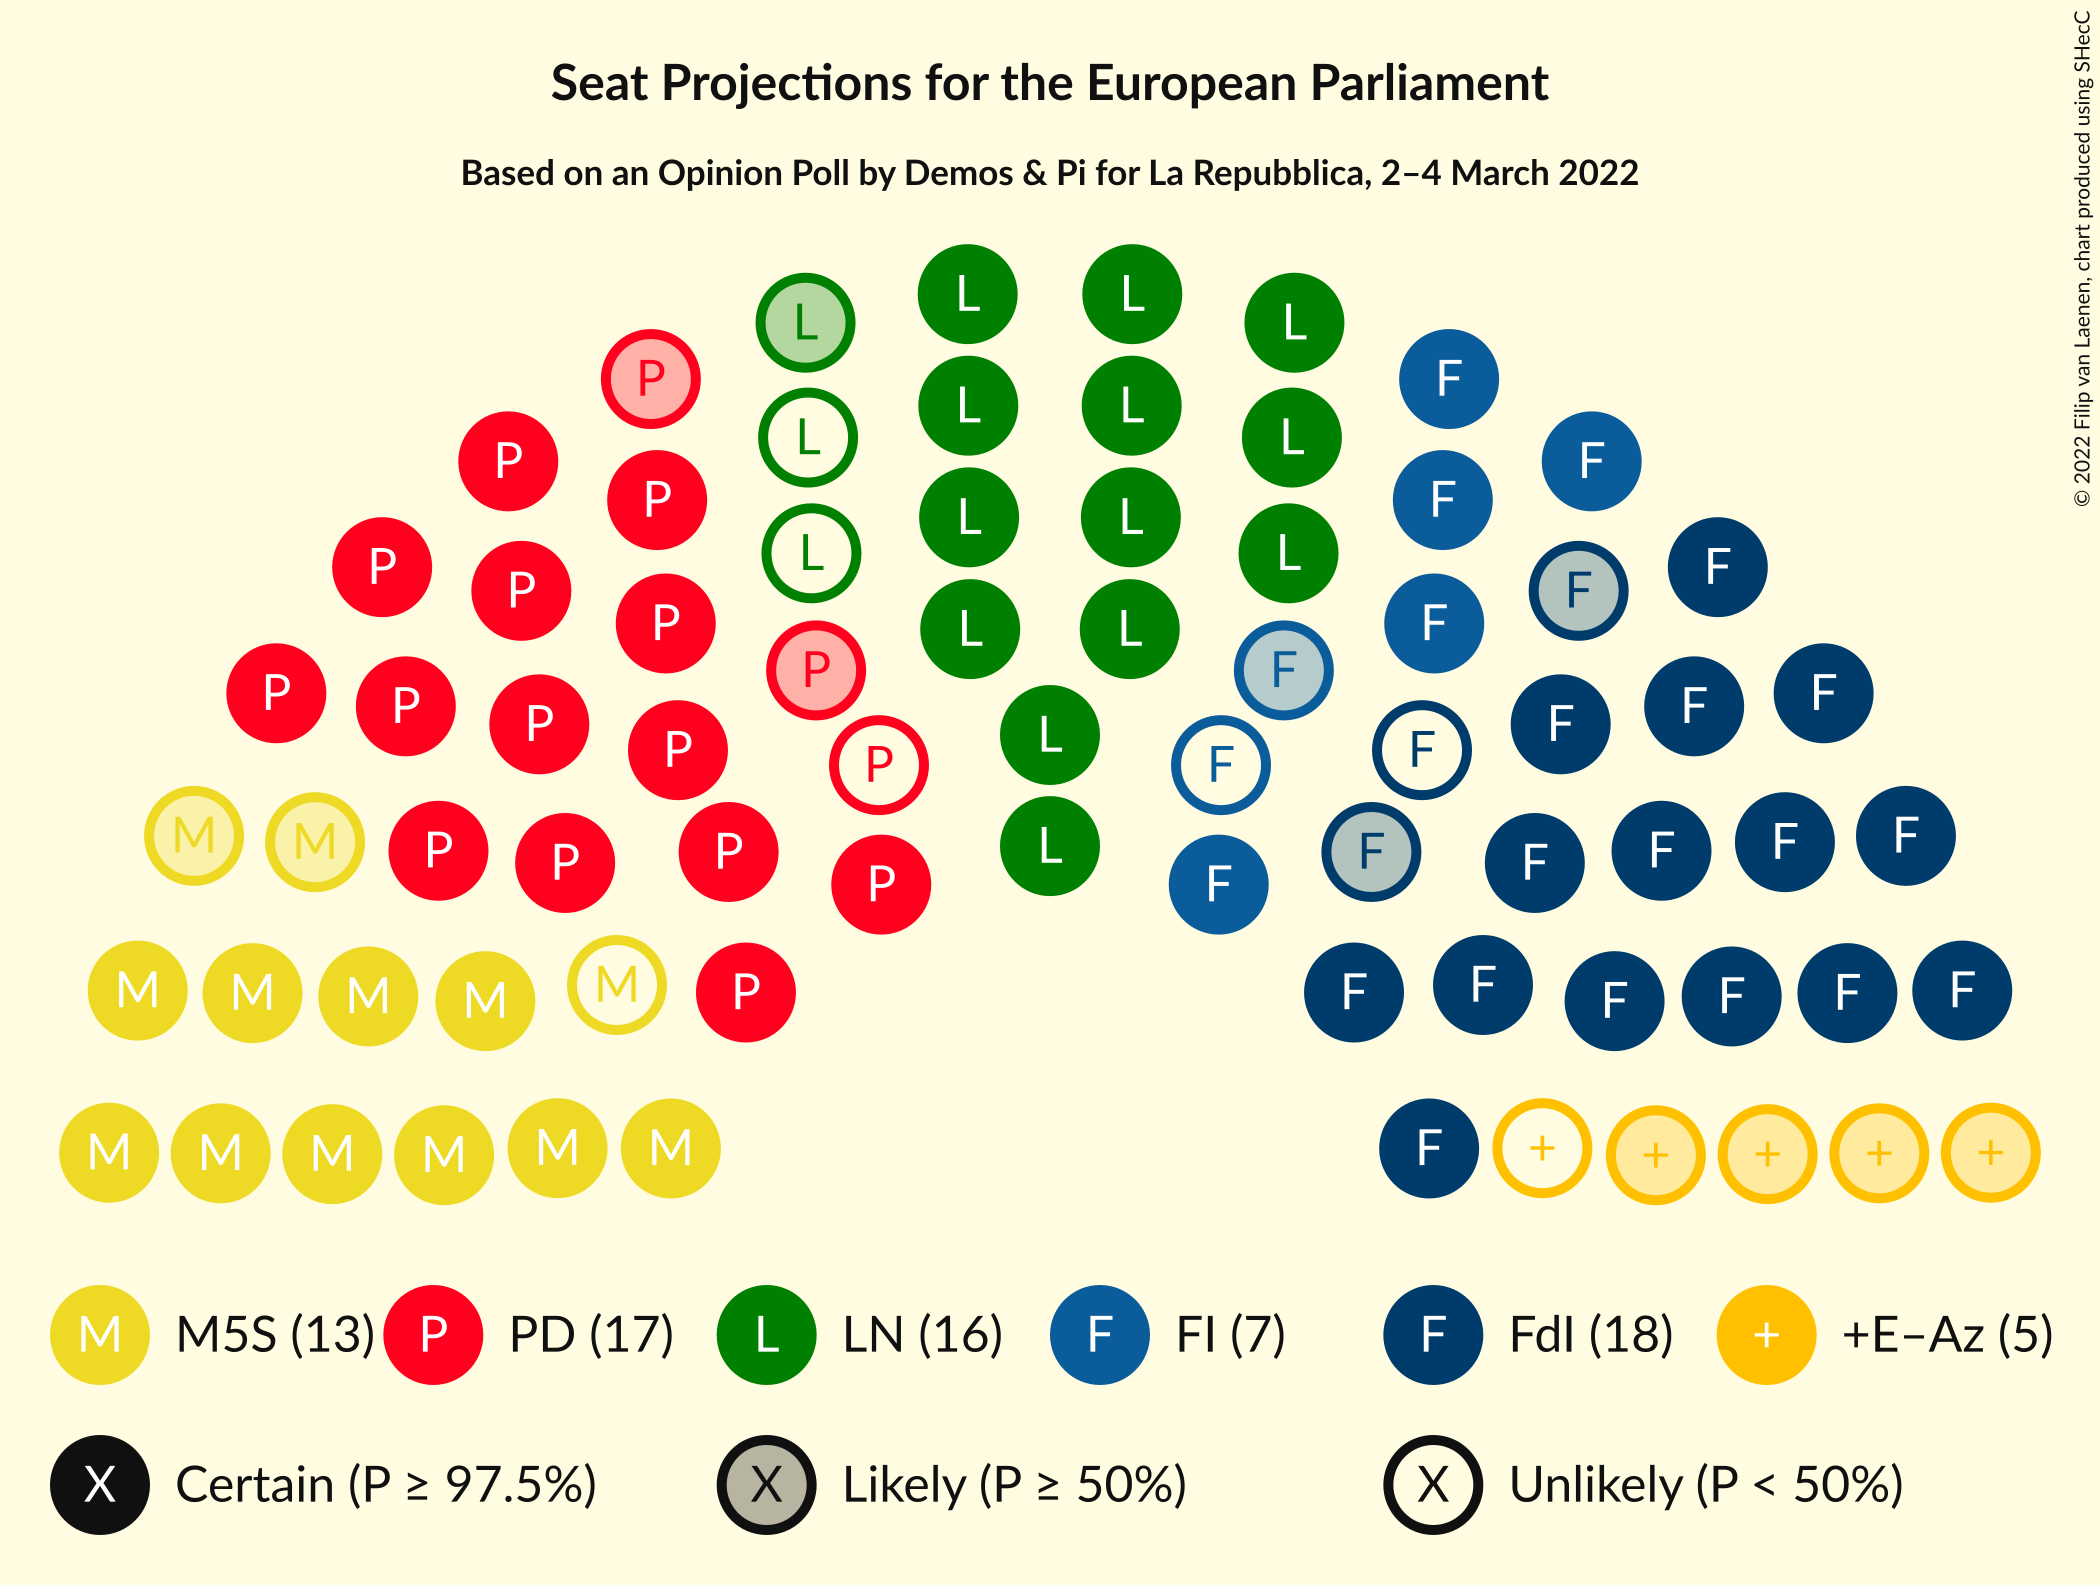 Seat Projections for the European Parliament
Based on an Opinion Poll by Demos & Pi for La Repubblica, 2–4 March 2022
© 2022 Filip van Laenen, chart produced using SHecC
L L
L L
P F
L L
L L
P F
P F
L L
L L
P F
P F
P F
L L
P F
P F
P F
P F
P F
P F
L
P F
M M P P P P L F F F F F F
M M M M M P F F F F F F
M M M M M M F + + + + +
M M5S (13) P PD (17) L LN (16) F FI (7) F FdI (18) + +E–Az (5)
X Certain (P ≥ 97.5%) X Likely (P ≥ 50%) X Unlikely (P < 50%)